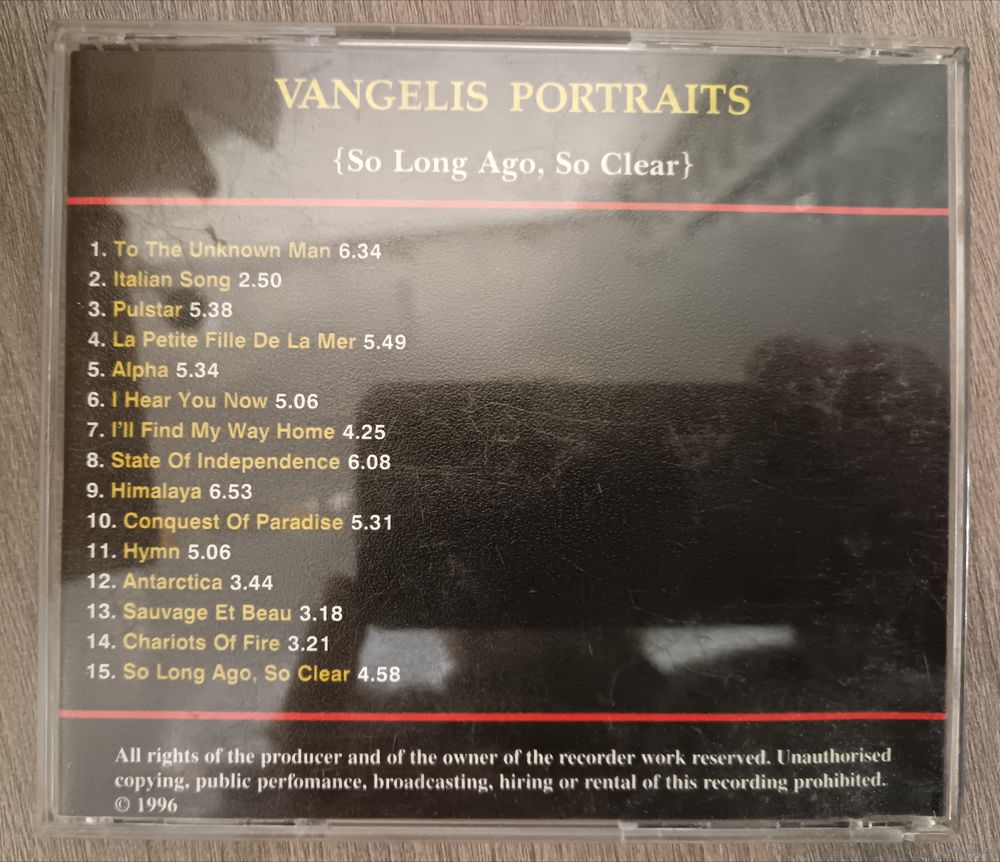 VANGELIS PORTRAITS
{So Long Ago, So Clear}
1. To The Unknown Man 6.34
2. Italian Song 2.50
3. Pulstar 5.38
4. La Petite Fille De La Mer 5.49
5. Alpha 5.34
6. I Hear You Now 5.06
7. I'll Find My Way Home 4.25
8. State Of Independence 6.08
9. Himalaya 6.53
10. Conquest Of Paradise 5.31
11. Hymn 5.06
12. Antarctica 3.44
13. Sauvage Et Beau 3.18
14. Chariots Of Fire 3.21
15. So Long Ago, So Clear 4.58
All rights of the producer and of the owner of the recorder work reserved. Unauthorised
copying, public perfomance, broadcasting, hiring or rental of this recording prohibited.
© 1996